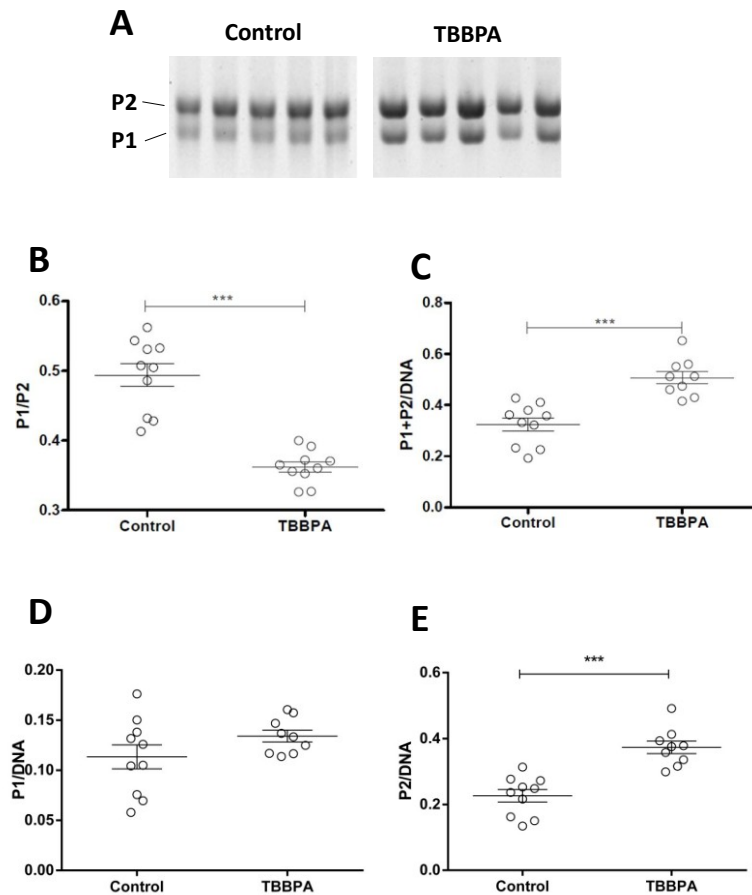 A
Control
TBBPA
P2
P1
B
0.6
0.5
0.4
0.3
P1/P2
***
Control
TBBPA
C
0.8
0.6
0.4
0.2
0.0
P1+P2/DNA
***
Control
TBBPA
D
0.20
0.15
0.10
0.05
0.00
P1/DNA
Control
TBBPA
E
0.6
0.4
0.2
0.0
P2/DNA
***
Control
TBBPA